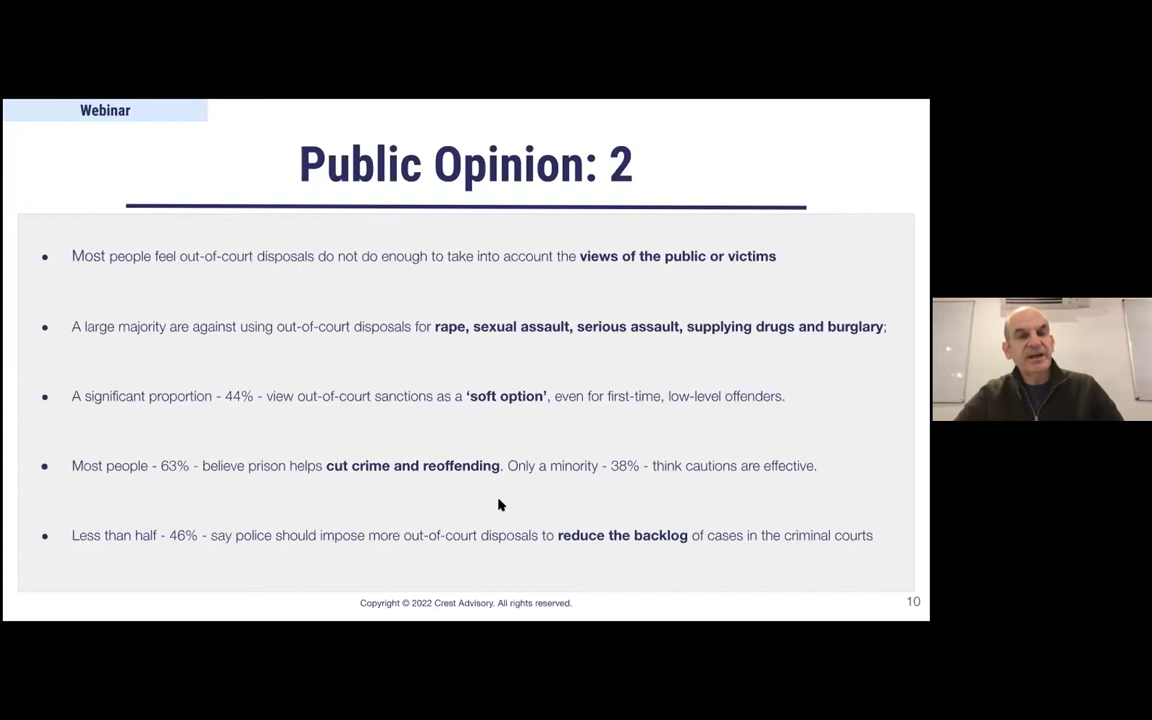 Webinar
Public Opinion: 2
• Most people feel out-of-court disposals do not do enough to take into account the views of the public or victims
• A large majority are against using out-of-court disposals for rape, sexual assault, serious assault, supplying drugs and burglary;
• A significant proportion - 44% - view out-of-court sanctions as a ‘soft option’, even for first-time, low-level offenders.
• Most people - 63% - believe prison helps cut crime and reoffending. Only a minority - 38% - think cautions are effective.
• Less than half - 46% - say police should impose more out-of-court disposals to reduce the backlog of cases in the criminal courts
Copyright © 2022 Crest Advisory. All rights reserved.
10